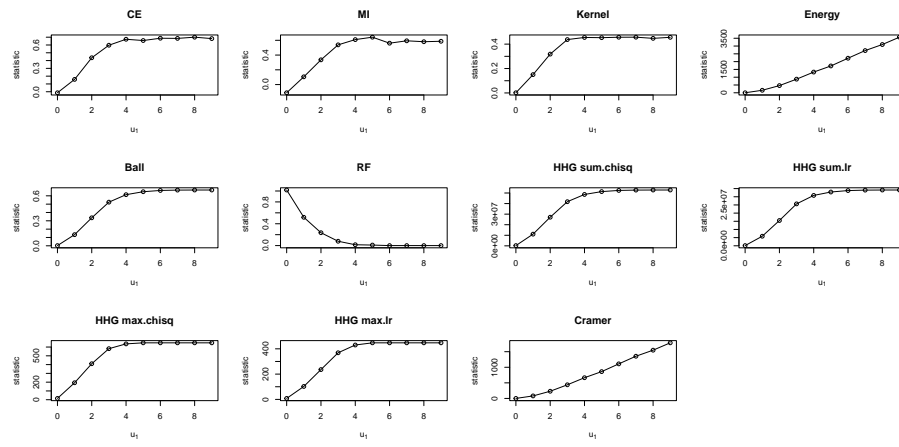 CE
statistic
0.0 0.3 0.6
0 2 4 6 8
u1
MI
statistic
0.0 0.4
0 2 4 6 8
u1
Kernel
statistic
0.0 0.2 0.4
0 2 4 6 8
u1
Energy
statistic
0 1500 3500
0 2 4 6 8
u1
Ball
statistic
0.0 0.3 0.6
0 2 4 6 8
u1
RF
statistic
0.0 0.4 0.8
0 2 4 6 8
u1
HHG sum.chisq
statistic
0e+00 3e+07
0 2 4 6 8
u1
HHG sum.lr
statistic
0.0e+00 2.5e+07
0 2 4 6 8
u1
HHG max.chisq
statistic
0 200 500
0 2 4 6 8
u1
HHG max.lr
statistic
0 200 400
0 2 4 6 8
u1
Cramer
statistic
0 1000
0 2 4 6 8
u1